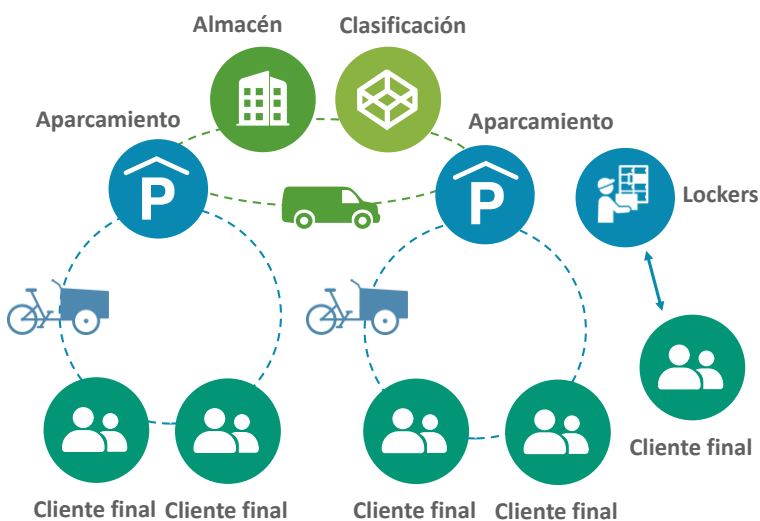 Almacén
Clasificación
Aparcamiento
Aparcamiento
P
P
Lockers
Cliente final
Cliente final
Cliente final
Cliente final
Cliente final